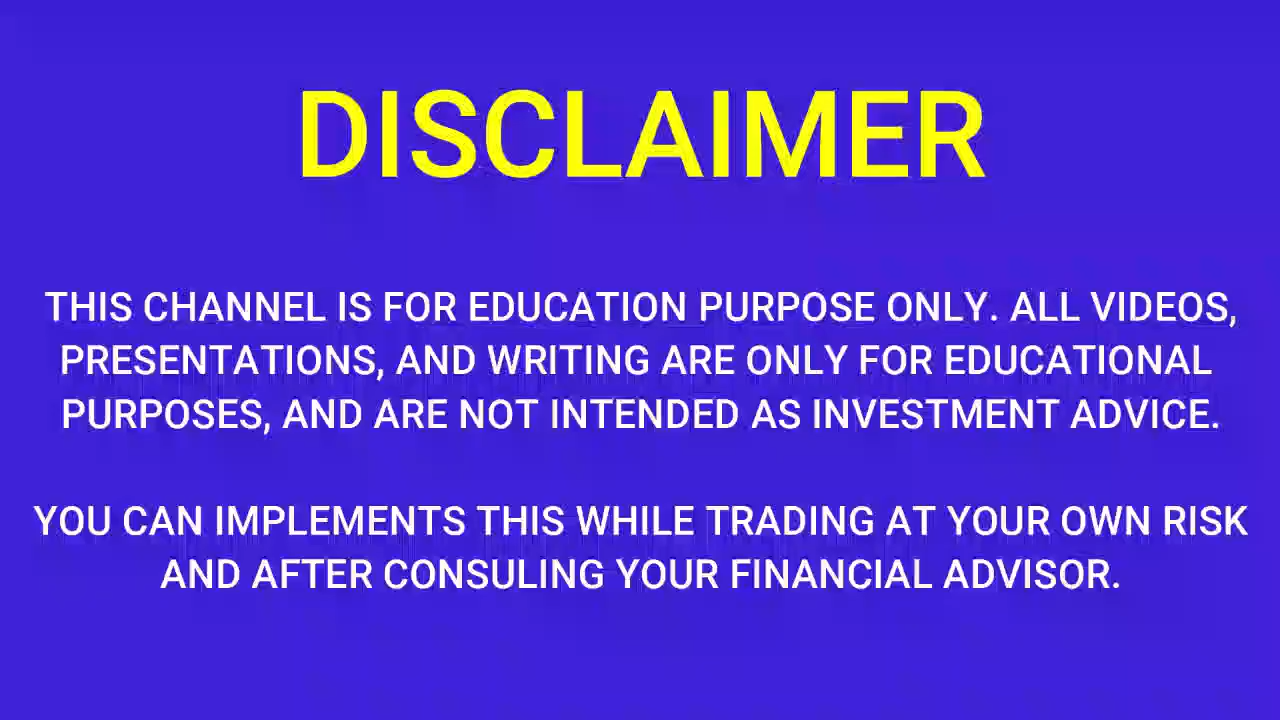 DISCLAIMER
THIS CHANNEL IS FOR EDUCATION PURPOSE ONLY. ALL VIDEOS,
PRESENTATIONS, AND WRITING ARE ONLY FOR EDUCATIONAL
PURPOSES, AND ARE NOT INTENDED AS INVESTMENT ADVICE.
YOU CAN IMPLEMENTS THIS WHILE TRADING AT YOUR OWN RISK
AND AFTER CONSULING YOUR FINANCIAL ADVISOR.